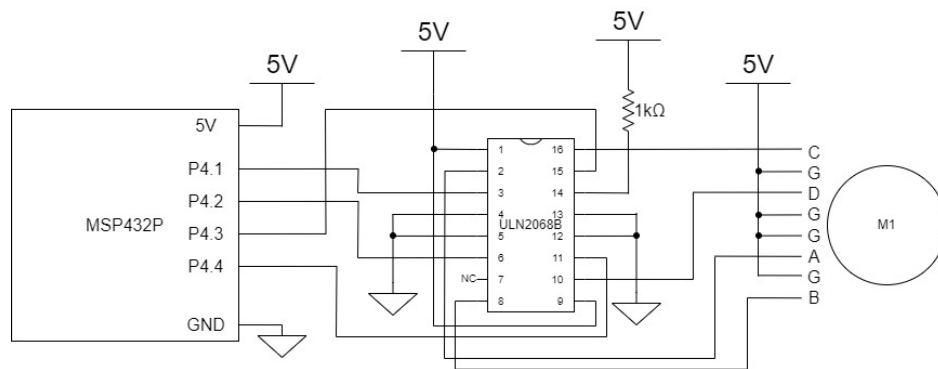 5V
5V
5V
5V
1kΩ
MSP432P
5V
P4.1
P4.2
P4.3
P4.4
GND
ULN2068B
1
2
3
4
5
6
7
8
16
15
14
13
12
11
10
9
NC
C
G
D
G
G
A
G
B
M1